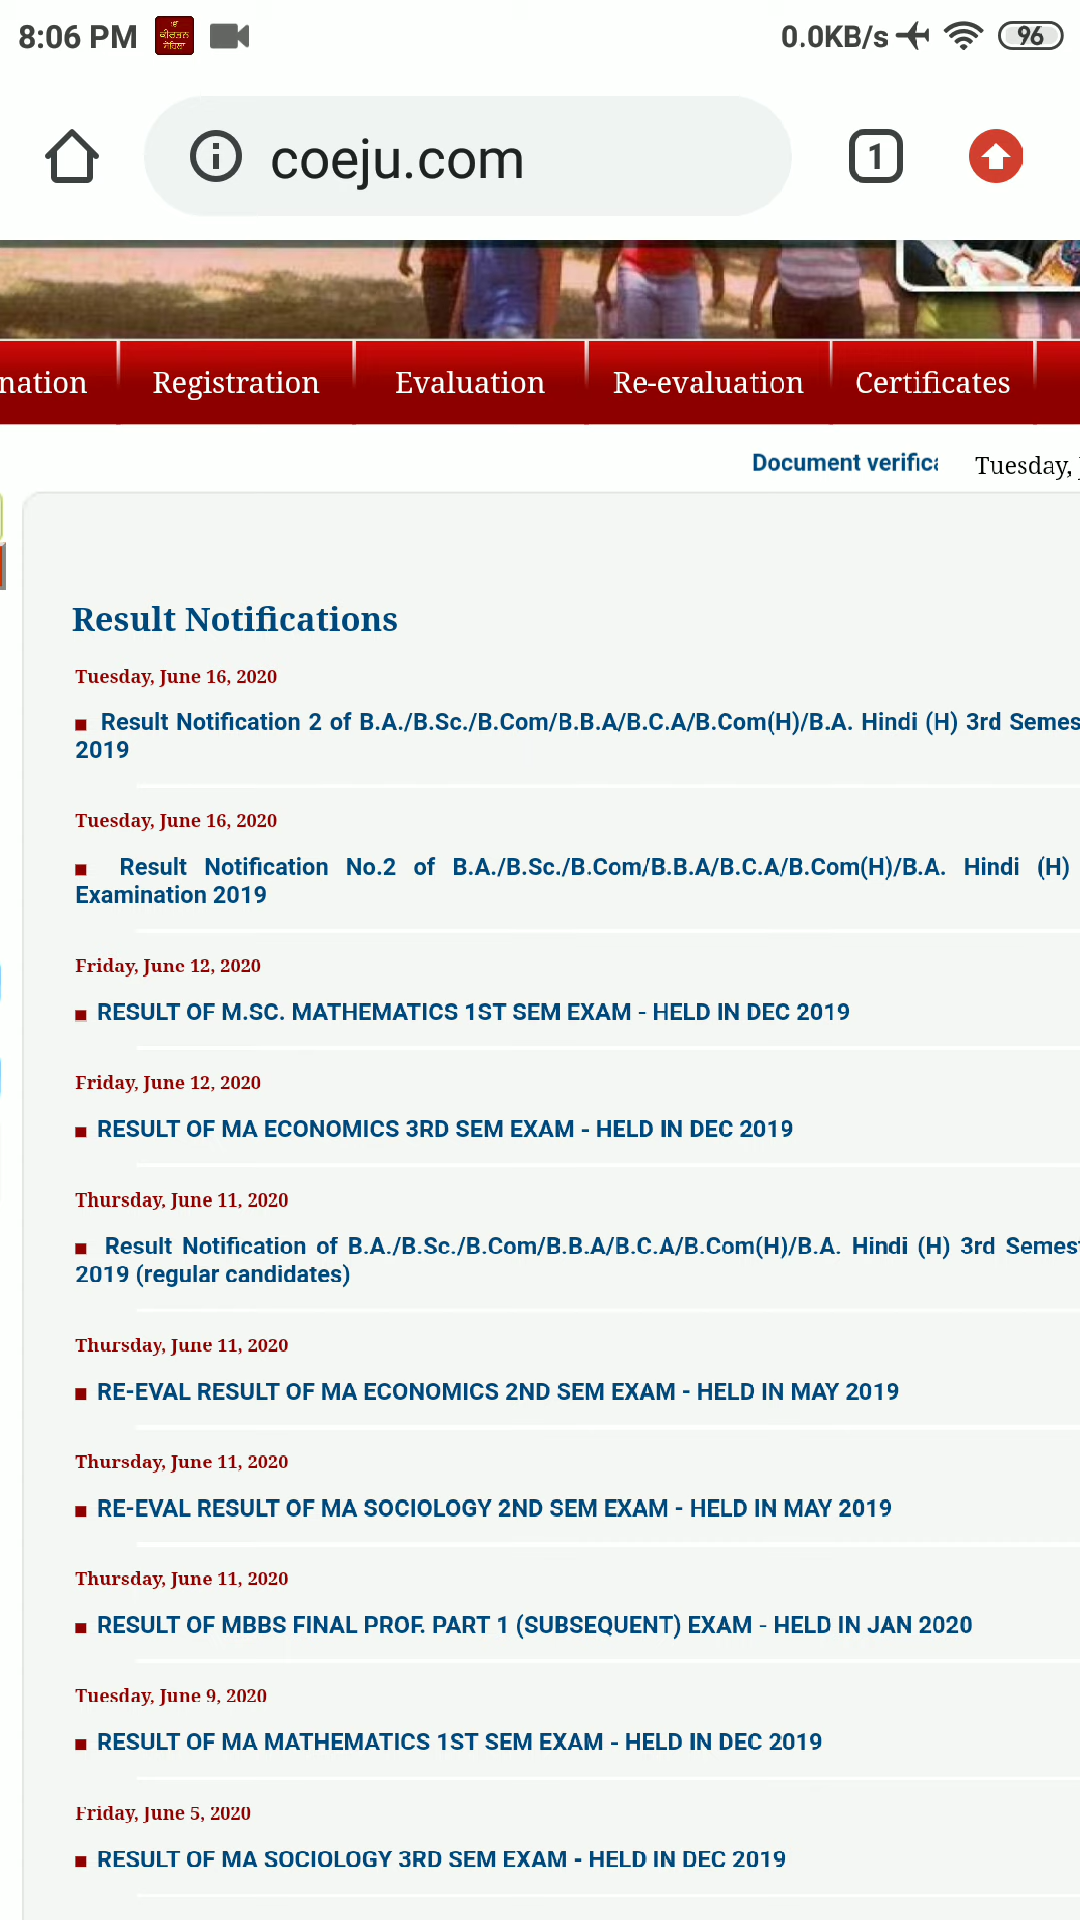 8:06 PM
ੴ
ਕੀਰਤਨ
ਸੋਹਿਲਾ
0.0KB/s
96
coeju.com
1
nation Registration Evaluation Re-evaluation Certificates
Document verifica Tuesday,
Result Notifications
Tuesday, June 16, 2020
Result Notification 2 of B.A./B.Sc./B.Com/B.B.A/B.C.A/B.Com(H)/B.A. Hindi (H) 3rd Semes
2019
Tuesday, June 16, 2020
Result Notification No.2 of B.A./B.Sc./B.Com/B.B.A/B.C.A/B.Com(H)/B.A. Hindi (H)
Examination 2019
Friday, June 12, 2020
RESULT OF M.SC. MATHEMATICS 1ST SEM EXAM - HELD IN DEC 2019
Friday, June 12, 2020
RESULT OF MA ECONOMICS 3RD SEM EXAM - HELD IN DEC 2019
Thursday, June 11, 2020
Result Notification of B.A./B.Sc./B.Com/B.B.A/B.C.A/B.Com(H)/B.A. Hindi (H) 3rd Semes
2019 (regular candidates)
Thursday, June 11, 2020
RE-EVAL RESULT OF MA ECONOMICS 2ND SEM EXAM - HELD IN MAY 2019
Thursday, June 11, 2020
RE-EVAL RESULT OF MA SOCIOLOGY 2ND SEM EXAM - HELD IN MAY 2019
Thursday, June 11, 2020
RESULT OF MBBS FINAL PROF. PART 1 (SUBSEQUENT) EXAM - HELD IN JAN 2020
Tuesday, June 9, 2020
RESULT OF MA MATHEMATICS 1ST SEM EXAM - HELD IN DEC 2019
Friday, June 5, 2020
RESULT OF MA SOCIOLOGY 3RD SEM EXAM - HELD IN DEC 2019